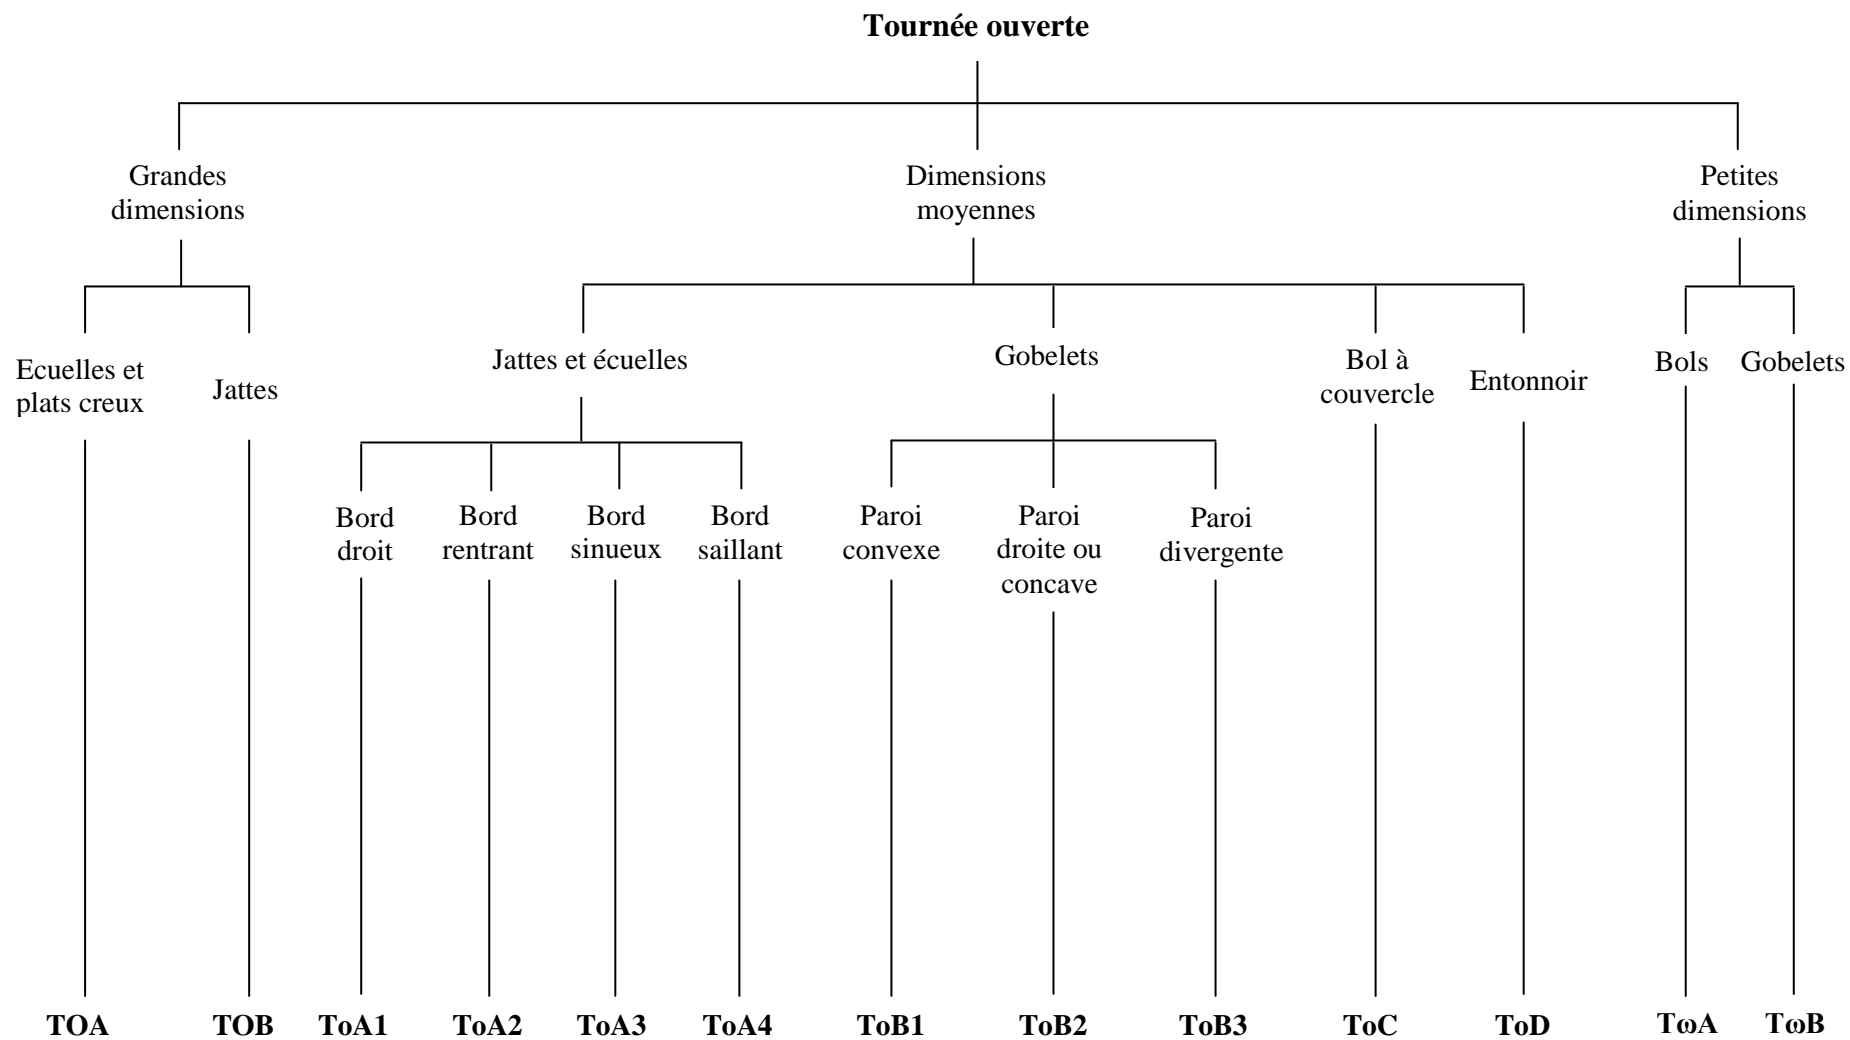 Tournée ouverte
Grandes
dimensions
Dimensions
moyennes
Petites
dimensions
Ecuelles et
plats creux
Jattes
Jattes et écuelles
Gobelets
Bol à
couvercle
Entonnoir
Bols
Gobelets
Bord
droit
Bord
rentrant
Bord
sinueux
Bord
saillant
Paroi
convexe
Paroi
droite ou
concave
Paroi
divergente
TOA
TOB
ToA1
ToA2
ToA3
ToA4
ToB1
ToB2
ToB3
ToC
ToD
TωA
TωB